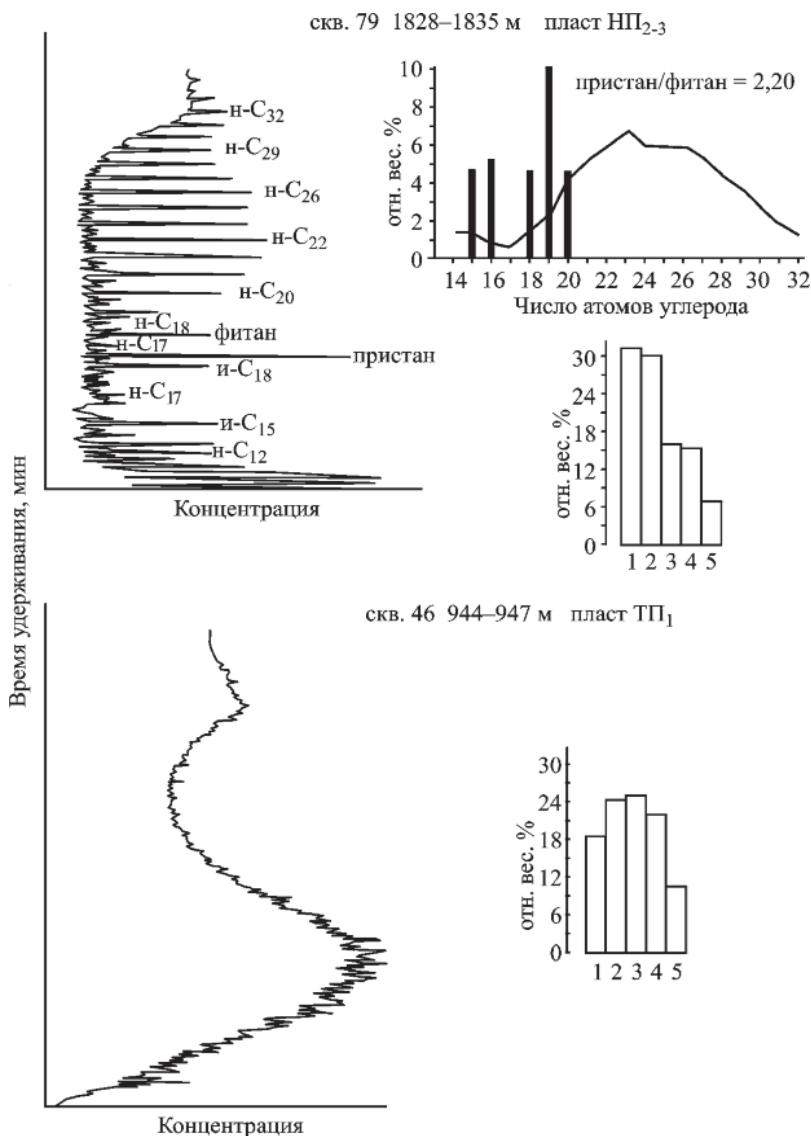 скв. 79 1828–1835 м пласт НП2-3
н-C32
н-C29
н-C26
н-C22
н-C20
н-C18
фитан
н-C17
пристан
и-C18
н-C17
и-C15
н-C12
Концентрация
Время удерживания, мин
пристан/фитан = 2,20
отн. вес. %
10
8
6
4
2
0
14 16 18 20 22 24 26 28 30 32
Число атомов углерода
отн. вес. %
30
24
18
12
6
0
1 2 3 4 5
скв. 46 944–947 м пласт ТП1
Концентрация
отн. вес. %
30
24
18
12
6
0
1 2 3 4 5